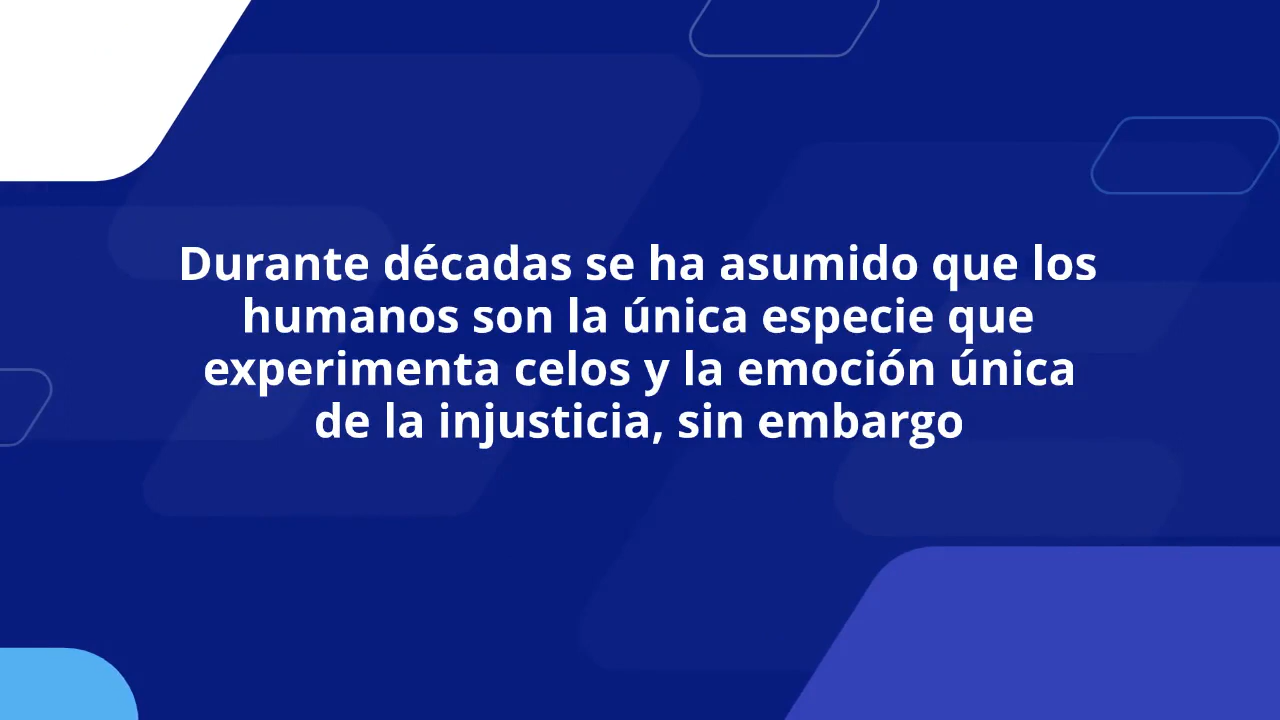 Durante décadas se ha asumido que los
humanos son la única especie que
experimenta celos y la emoción única
de la injusticia, sin embargo